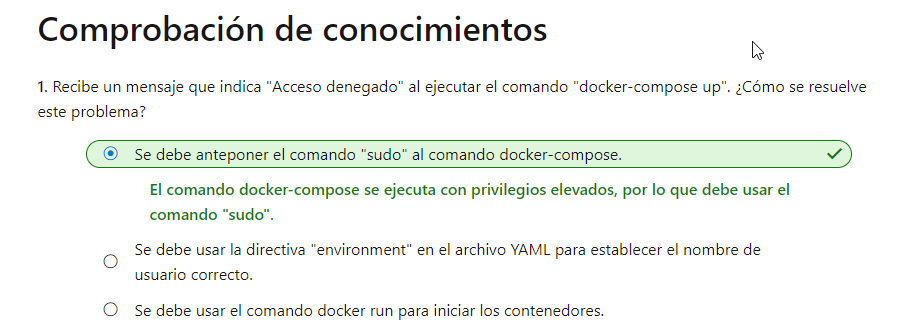 Comprobación de conocimientos
1. Recibe un mensaje que indica "Acceso denegado" al ejecutar el comando "docker-compose up". ¿Cómo se resuelve
este problema?
Se debe anteponer el comando "sudo" al comando docker-compose.
El comando docker-compose se ejecuta con privilegios elevados, por lo que debe usar el
comando "sudo".
Se debe usar la directiva "environment" en el archivo YAML para establecer el nombre de
usuario correcto.
Se debe usar el comando docker run para iniciar los contenedores.